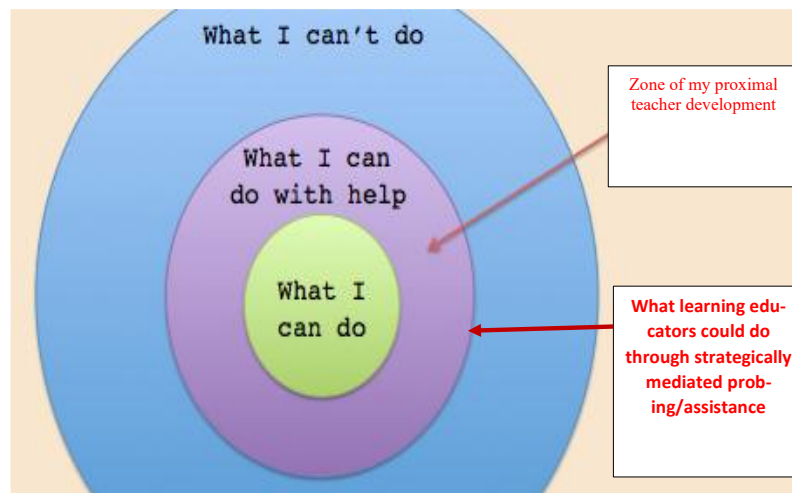 What I can't do
Zone of my proximal
teacher development
What I can
do with help
What I
can do
What learning edu-
cators could do
through strategically
mediated prob-
ing/assistance